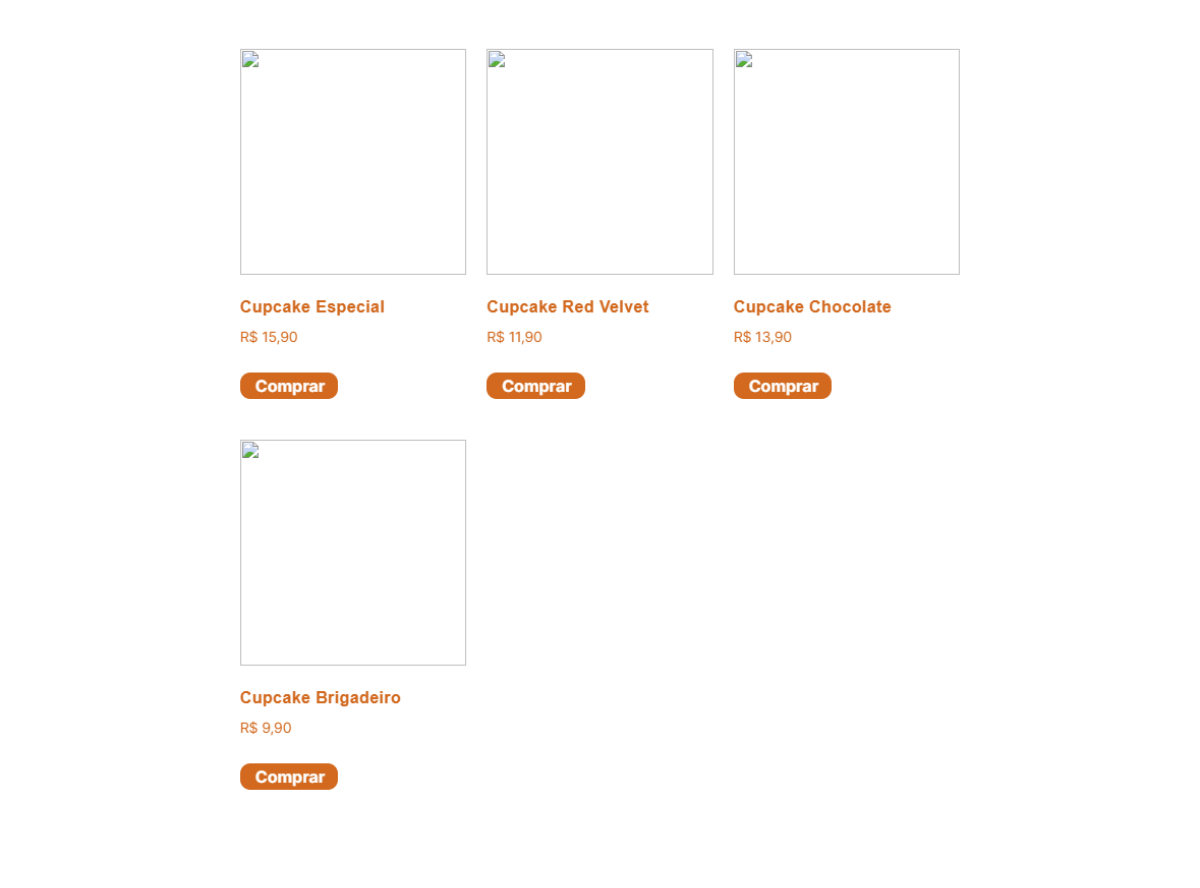 Cupcake Especial
R$ 15,90
Comprar
Cupcake Red Velvet
R$ 11,90
Comprar
Cupcake Chocolate
R$ 13,90
Comprar
Cupcake Brigadeiro
R$ 9,90
Comprar